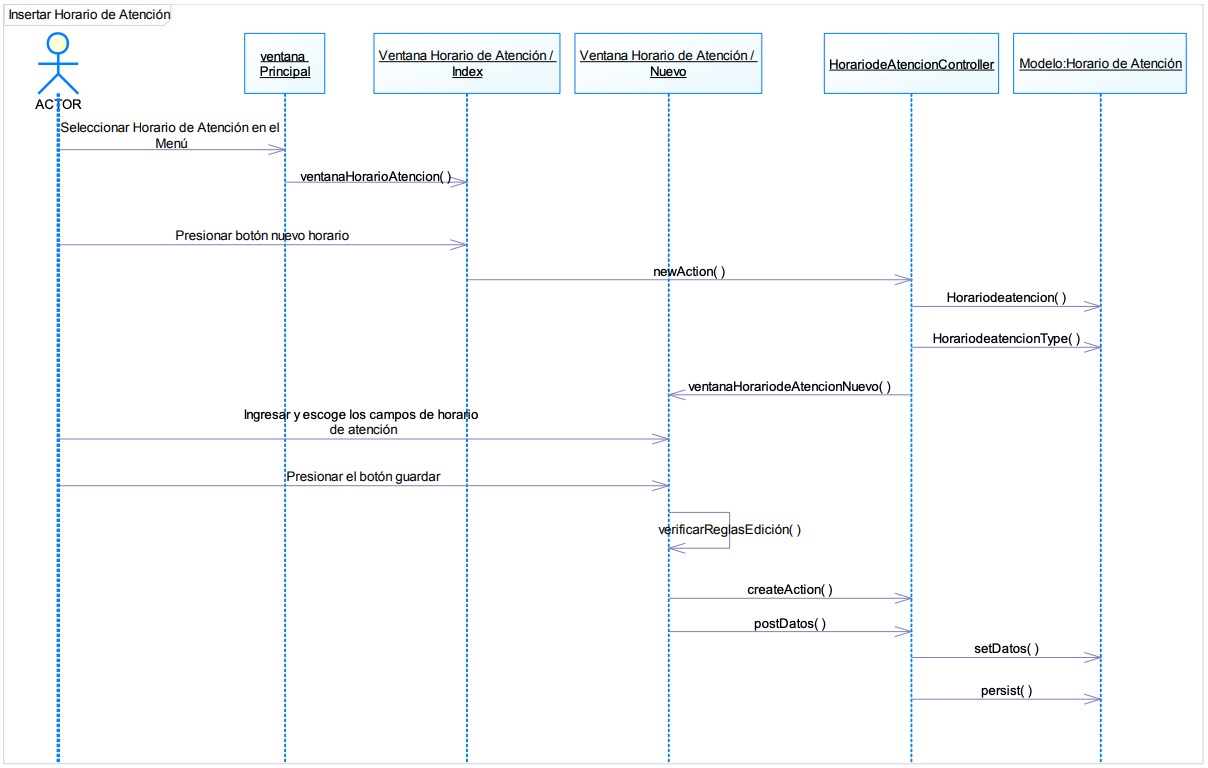 Insertar Horario de Atención
ACTOR
ventana
Principal
Ventana Horario de Atención /
Index
Ventana Horario de Atención /
Nuevo
HorariodeAtencionController
Modelo:Horario de Atención
Seleccionar Horario de Atención en el
Menú
ventanaHorarioAtencion( )
Presionar botón nuevo horario
newAction( )
Horariodeatencion( )
HorariodeatencionType( )
ventanaHorariodeAtencionNuevo( )
Ingresar y escoge los campos de horario
de atención
Presionar el botón guardar
verificarReglasEdición( )
createAction( )
postDatos( )
setDatos( )
persist( )